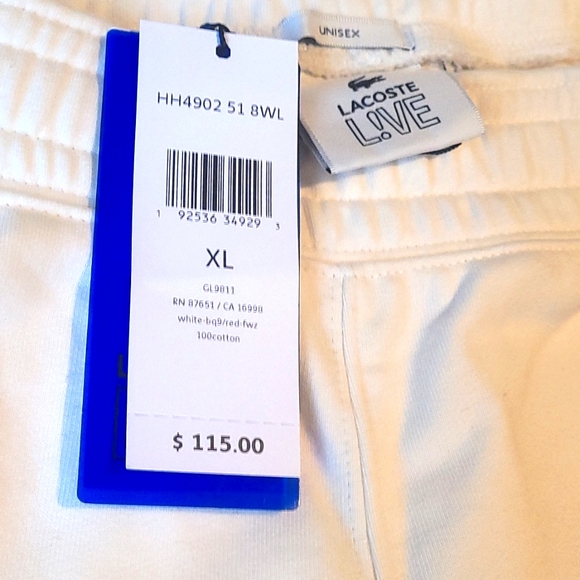 UNISEX
LACOSTE
L!VE
HH4902 51 8WL
1 92536 34929 3
XL
GL9811
RN 87651 / CA 16998
white-bq9/red-fwz
100cotton
$ 115.00